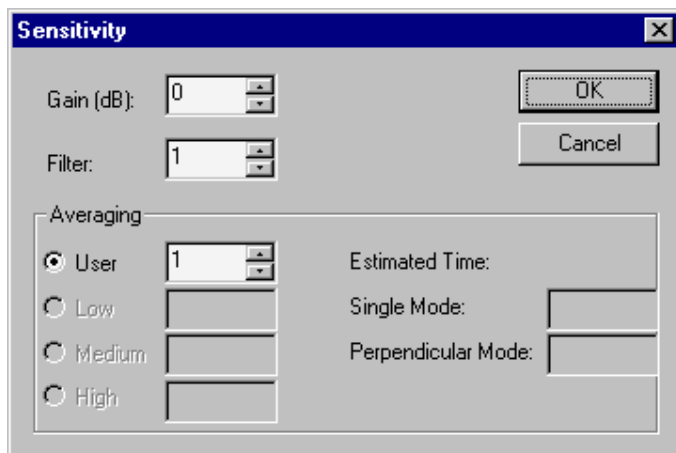 Sensitivity
Gain (dB): 0
OK
Filter: 1
Cancel
Averaging
User 1
Estimated Time:
Low
Single Mode:
Medium
Perpendicular Mode:
High